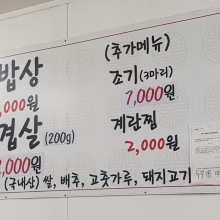 밥상
,000원
겹살 (200g)
,000원
(추가메뉴)
조기(3마리)
7,000원
계란찜
2,000원
(국내산) 쌀, 배추, 고춧가루, 돼지고기